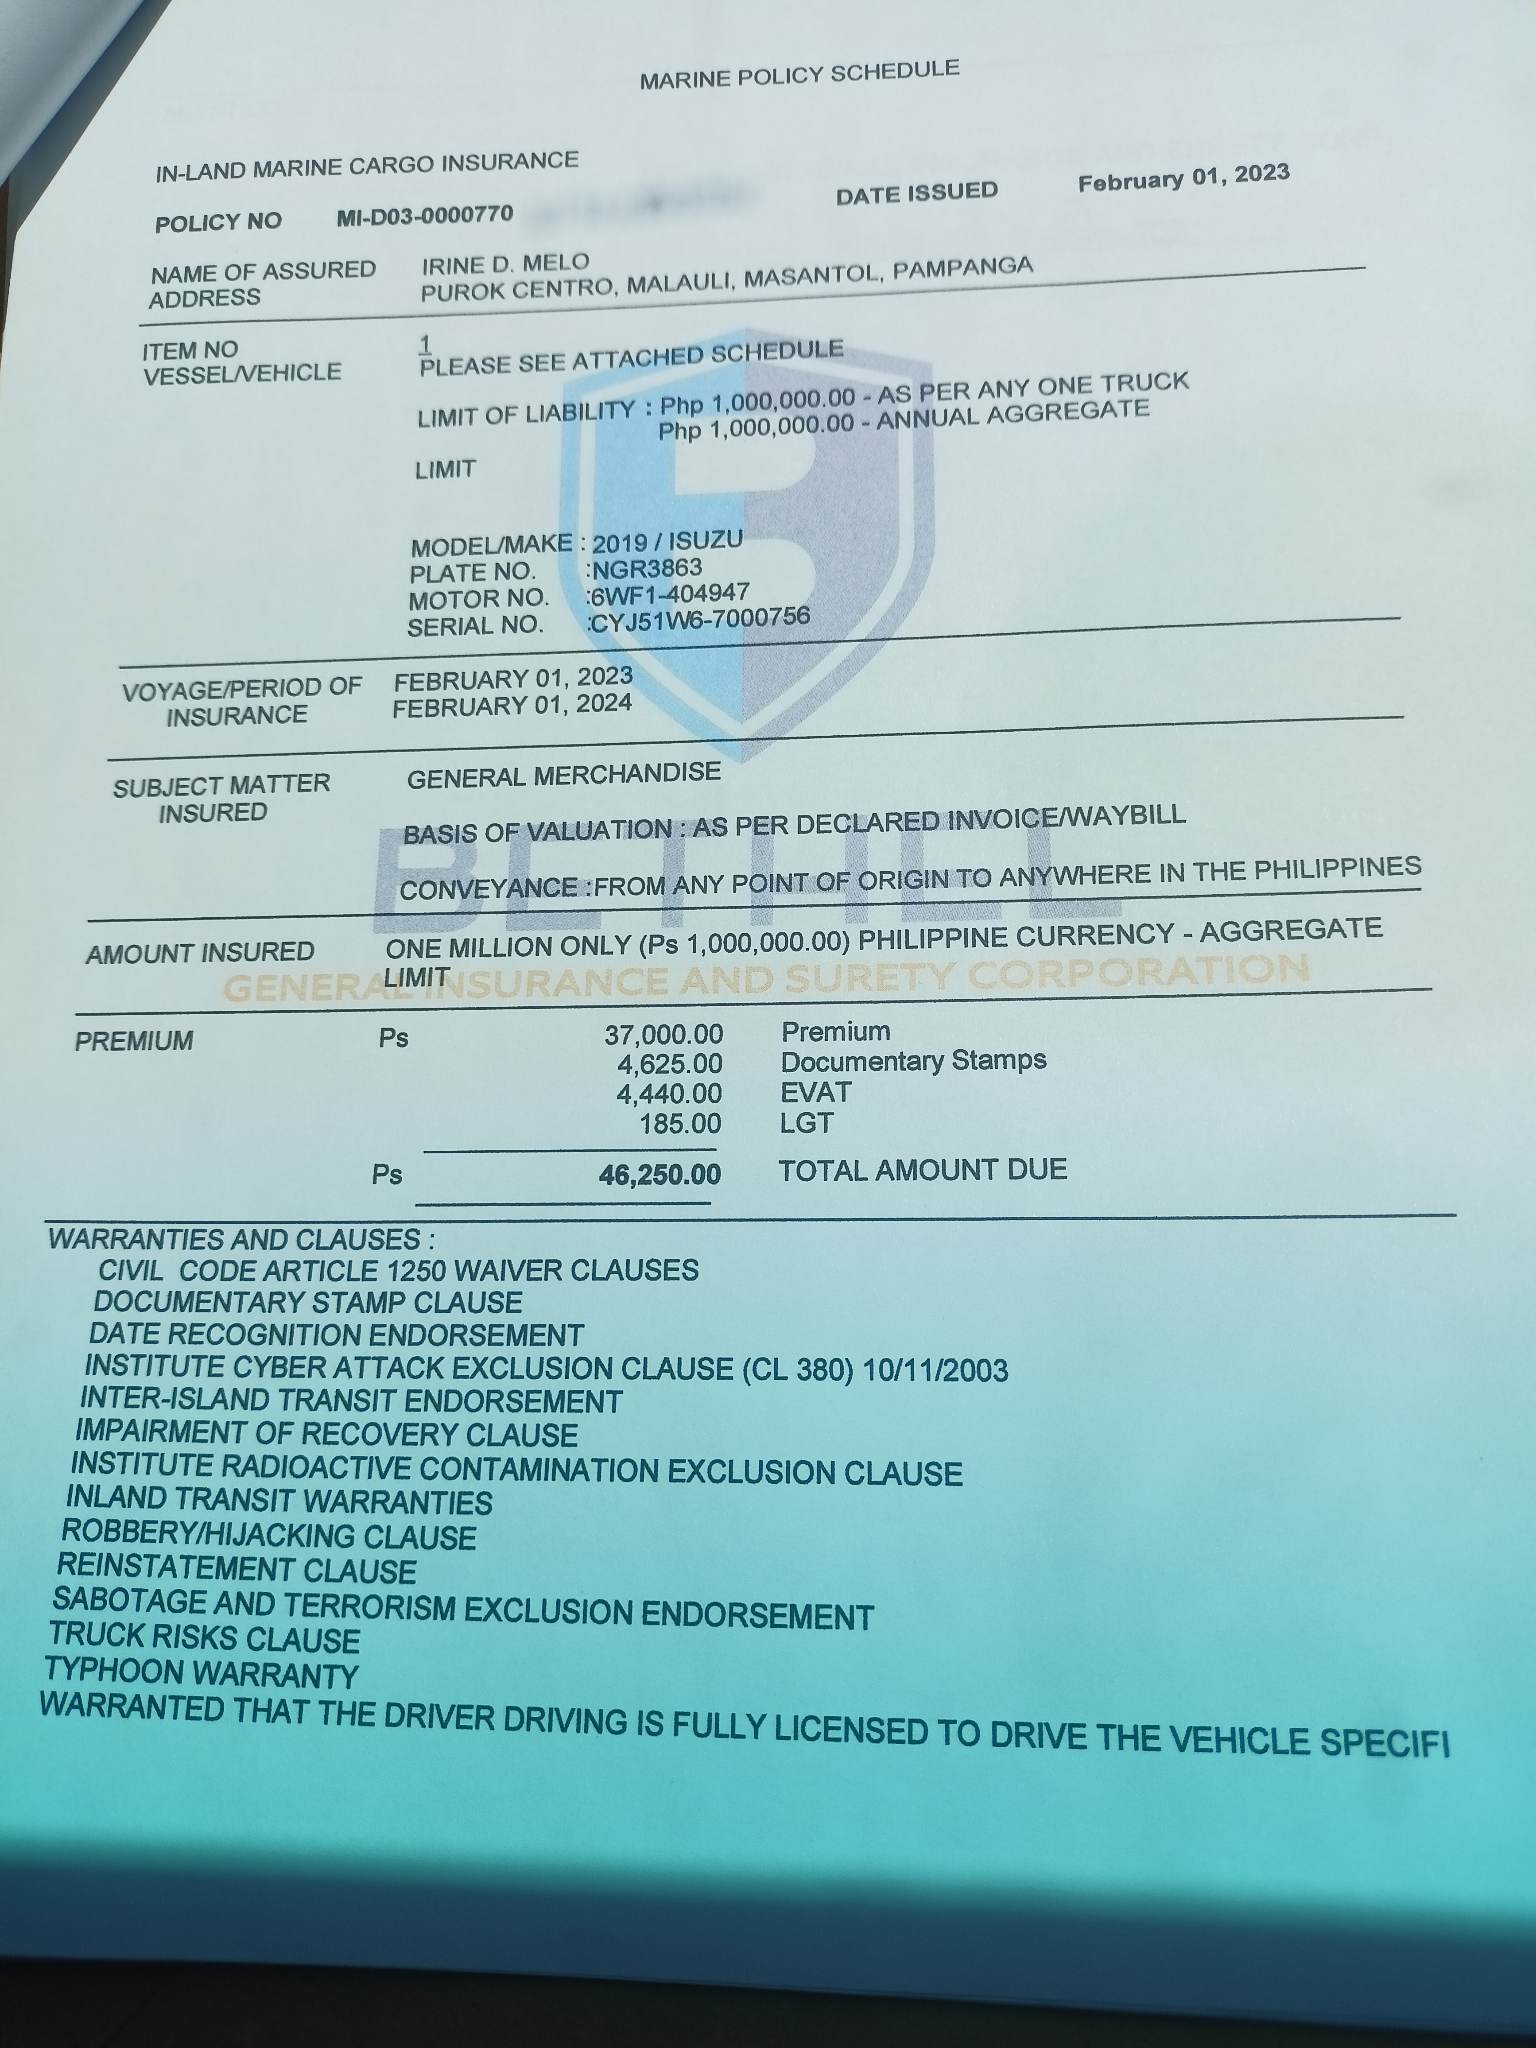 MARINE POLICY SCHEDULE
IN-LAND MARINE CARGO INSURANCE
POLICY NO MI-D03-0000770 DATE ISSUED February 01, 2023
NAME OF ASSURED IRINE D. MELO
ADDRESS PUROK CENTRO, MALAULI, MASANTOL, PAMPANGA
ITEM NO 1
VESSEL/VEHICLE PLEASE SEE ATTACHED SCHEDULE
LIMIT OF LIABILITY : Php 1,000,000.00 - AS PER ANY ONE TRUCK
Php 1,000,000.00 - ANNUAL AGGREGATE
LIMIT
MODEL/MAKE : 2019 / ISUZU
PLATE NO. :NGR3863
MOTOR NO. :6WF1-404947
SERIAL NO. :CYJ51W6-7000756
VOYAGE/PERIOD OF FEBRUARY 01, 2023
INSURANCE FEBRUARY 01, 2024
SUBJECT MATTER GENERAL MERCHANDISE
INSURED
BASIS OF VALUATION : AS PER DECLARED INVOICE/WAYBILL
BETHEL
CONVEYANCE :FROM ANY POINT OF ORIGIN TO ANYWHERE IN THE PHILIPPINES
AMOUNT INSURED ONE MILLION ONLY (Ps 1,000,000.00) PHILIPPINE CURRENCY - AGGREGATE
LIMIT
GENERAL INSURANCE AND SURETY CORPORATION
PREMIUM Ps 37,000.00 Premium
4,625.00 Documentary Stamps
4,440.00 EVAT
185.00 LGT
Ps 46,250.00 TOTAL AMOUNT DUE
WARRANTIES AND CLAUSES :
CIVIL CODE ARTICLE 1250 WAIVER CLAUSES
DOCUMENTARY STAMP CLAUSE
DATE RECOGNITION ENDORSEMENT
INSTITUTE CYBER ATTACK EXCLUSION CLAUSE (CL 380) 10/11/2003
INTER-ISLAND TRANSIT ENDORSEMENT
IMPAIRMENT OF RECOVERY CLAUSE
INSTITUTE RADIOACTIVE CONTAMINATION EXCLUSION CLAUSE
INLAND TRANSIT WARRANTIES
ROBBERY/HIJACKING CLAUSE
REINSTATEMENT CLAUSE
SABOTAGE AND TERRORISM EXCLUSION ENDORSEMENT
TRUCK RISKS CLAUSE
TYPHOON WARRANTY
WARRANTED THAT THE DRIVER DRIVING IS FULLY LICENSED TO DRIVE THE VEHICLE SPECIFI